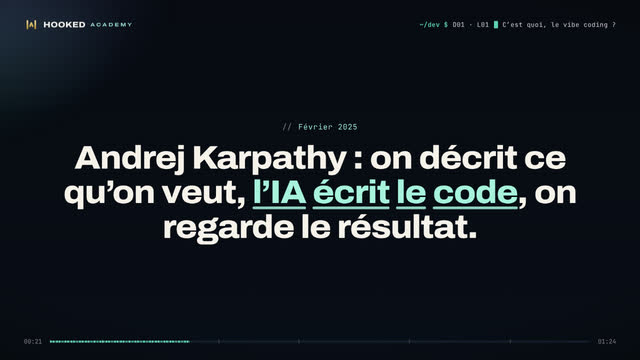 HOOKED ACADEMY
~/dev $ D01 · L01 █ C’est quoi, le vibe coding ?
// Février 2025
Andrej Karpathy : on décrit ce
qu’on veut, l’IA écrit le code, on
regarde le résultat.
00:21
01:24